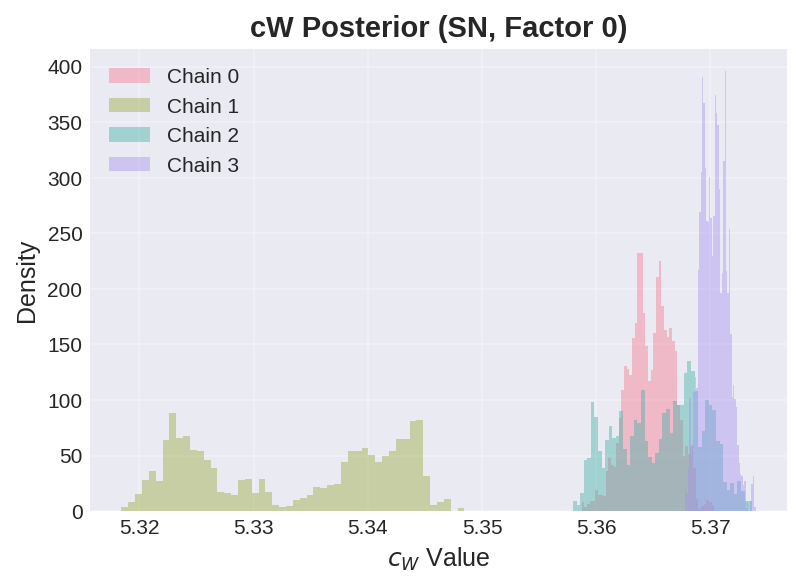 cW Posterior (SN, Factor 0)
400
350
300
250
200
150
100
50
0
Density
Chain 0
Chain 1
Chain 2
Chain 3
5.32 5.33 5.34 5.35 5.36 5.37
c_W Value